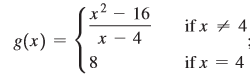 g(x) = { (x² − 16)/(x − 4) if x ≠ 4
8 if x = 4 ;